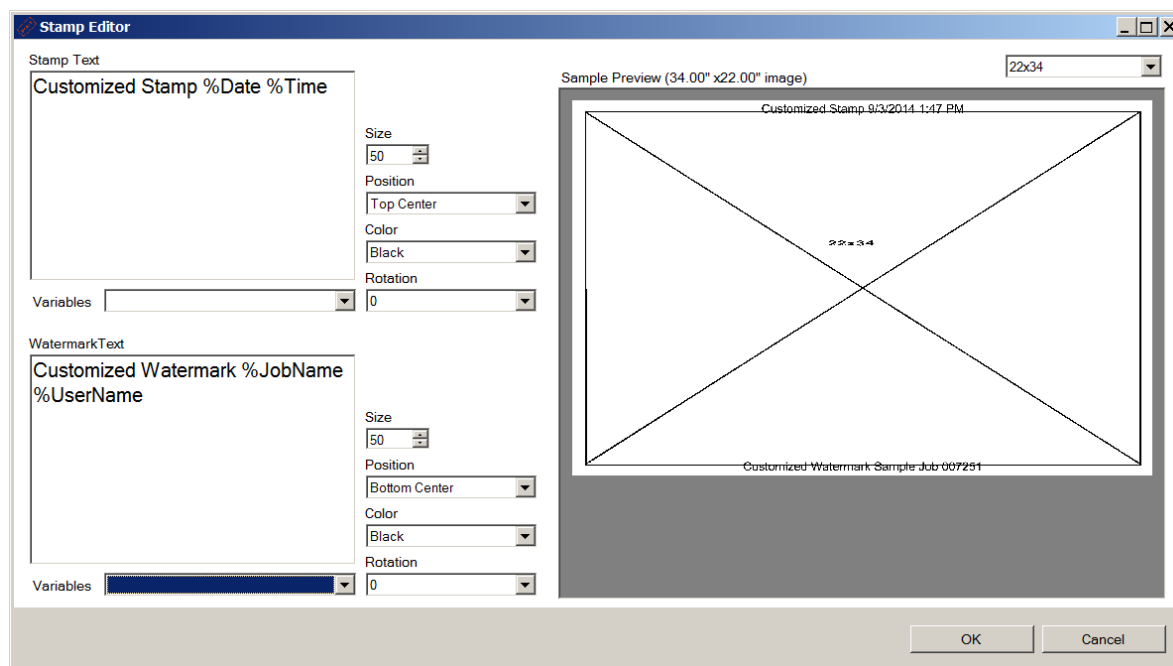 Stamp Editor
Stamp Text
Customized Stamp %Date %Time
Size
50
Position
Top Center
Color
Black
Rotation
0
Variables
WatermarkText
Customized Watermark %JobName
%UserName
Size
50
Position
Bottom Center
Color
Black
Rotation
0
Variables
22x34
Sample Preview (34.00" x22.00" image)
Customized Stamp 9/3/2014 1:47 PM
22x34
Customized Watermark Sample Job 007251
OK
Cancel